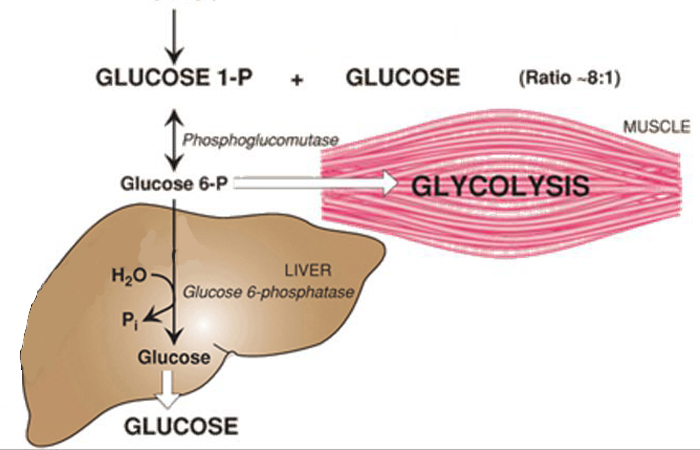 GLUCOSE 1-P + GLUCOSE (Ratio ~8:1)
MUSCLE
Phosphoglucomutase
Glucose 6-P
GLYCOLYSIS
LIVER
H₂O
Glucose 6-phosphatase
Pᵢ
Glucose
GLUCOSE